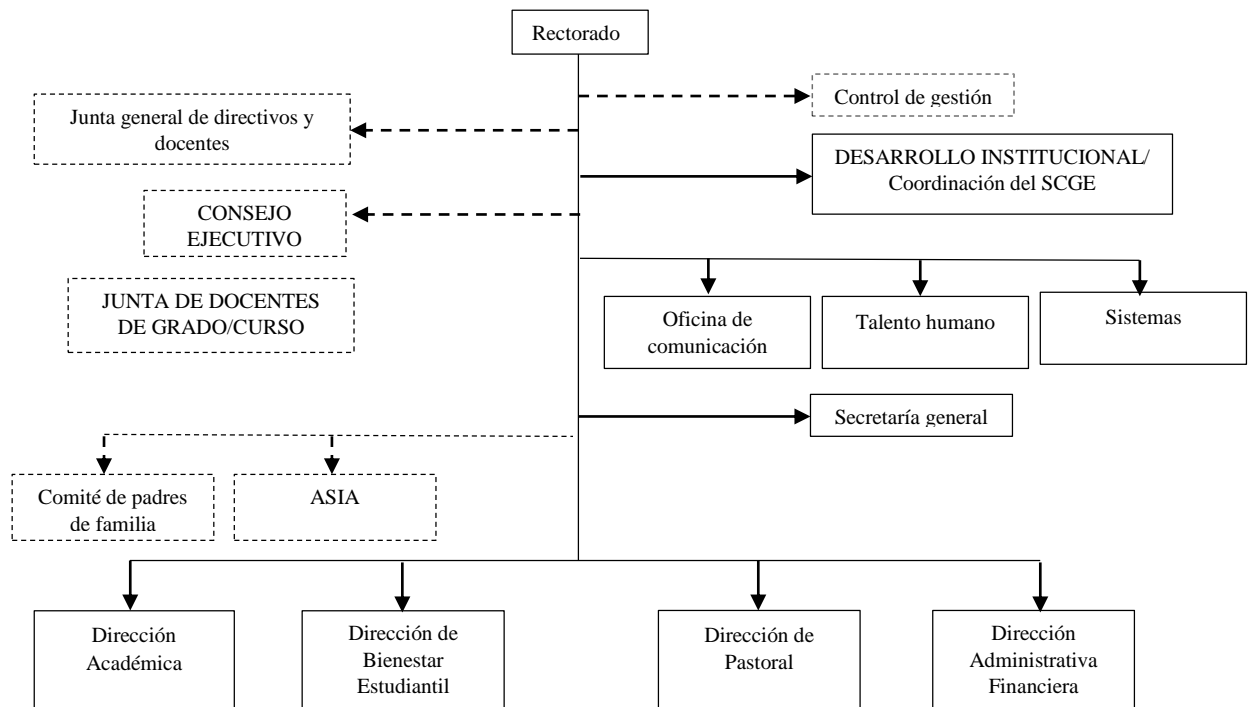 Rectorado
Control de gestión
Junta general de directivos y
docentes
DESARROLLO INSTITUCIONAL/
Coordinación del SCGE
CONSEJO
EJECUTIVO
JUNTA DE DOCENTES
DE GRADO/CURSO
Oficina de
comunicación
Talento humano
Sistemas
Secretaría general
Comité de padres
de familia
ASIA
Dirección
Académica
Dirección de
Bienestar
Estudiantil
Dirección de
Pastoral
Dirección
Administrativa
Financiera